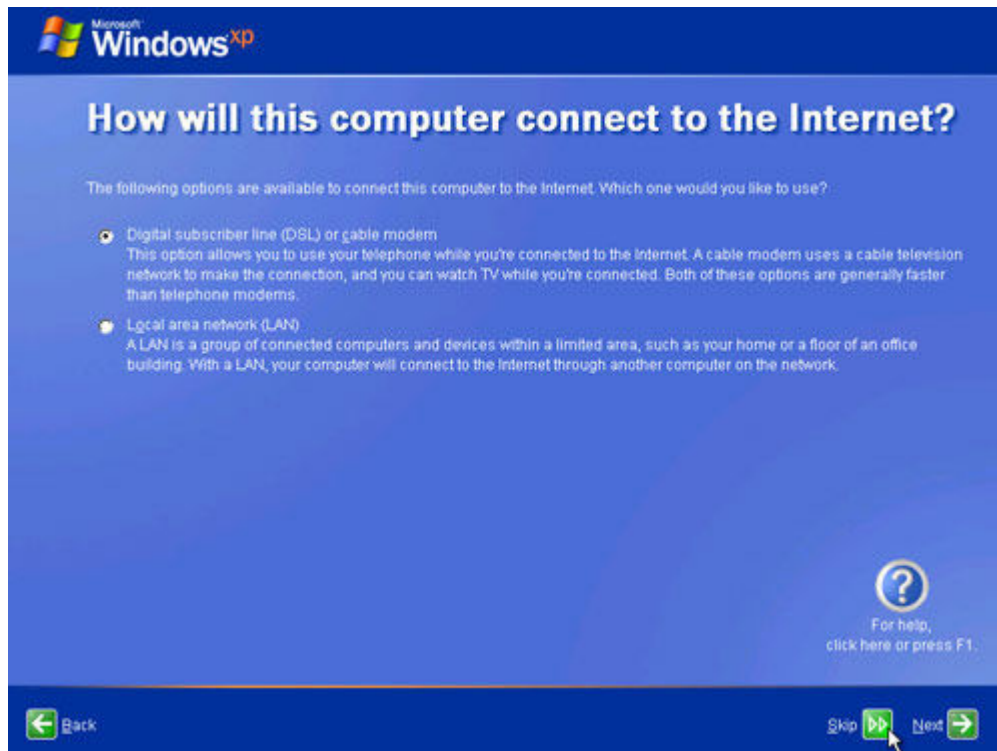 Microsoft
Windows xp
How will this computer connect to the Internet?
The following options are available to connect this computer to the Internet. Which one would you like to use?
Digital subscriber line (DSL) or cable modem
This option allows you to use your telephone while you're connected to the Internet. A cable modem uses a cable television
network to make the connection, and you can watch TV while you're connected. Both of these options are generally faster
than telephone modems.
Local area network (LAN)
A LAN is a group of connected computers and devices within a limited area, such as your home or a floor of an office
building. With a LAN, your computer will connect to the Internet through another computer on the network.
?
For help,
click here or press F1.
Back
Skip
Next